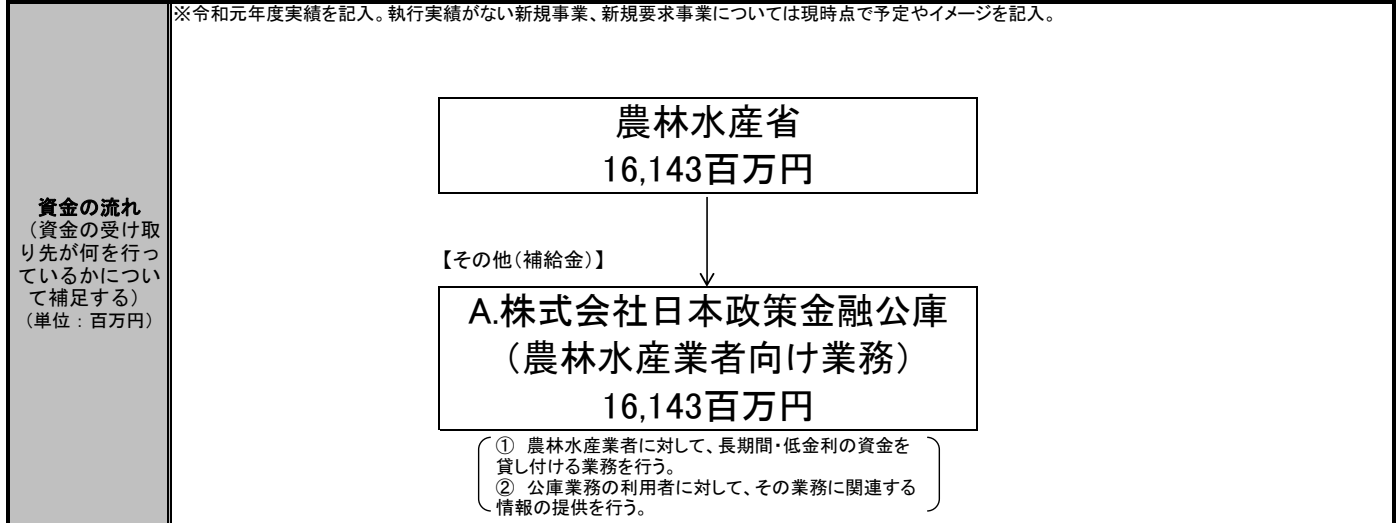 ※令和元年度実績を記入。執行実績がない新規事業、新規要求事業については現時点で予定やイメージを記入。
資金の流れ
(資金の受け取
り先が何を行っ
ているかについ
て補足する)
(単位:百万円)
農林水産省
16,143百万円
【その他(補給金)】
A.株式会社日本政策金融公庫
(農林水産業者向け業務)
16,143百万円
① 農林水産業者に対して、長期間・低金利の資金を
貸し付ける業務を行う。
② 公庫業務の利用者に対して、その業務に関連する
情報の提供を行う。